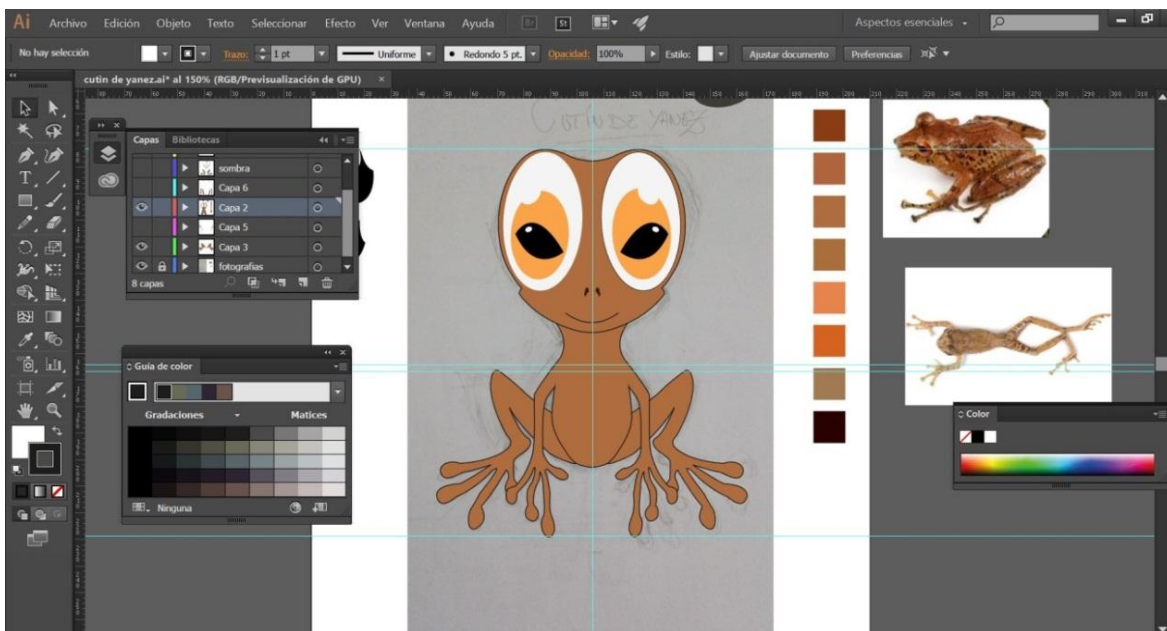 Ai Archivo Edición Objeto Texto Seleccionar Efecto Ver Ventana Ayuda Br St Aspectos esenciales
No hay selección Trazo: 1 pt Uniforme Redondo 5 pt. Opacidad: 100% Estilo: Ajustar documento Preferencias
cutin de yanez.ai* al 150% (RGB/Previsualización de GPU) ×
CUTIN DE YANEZ
Capas Bibliotecas
sombra
Capa 6
Capa 2
Capa 5
Capa 3
fotografias
8 capas
Guía de color
Gradaciones Matices
Ninguna
Color